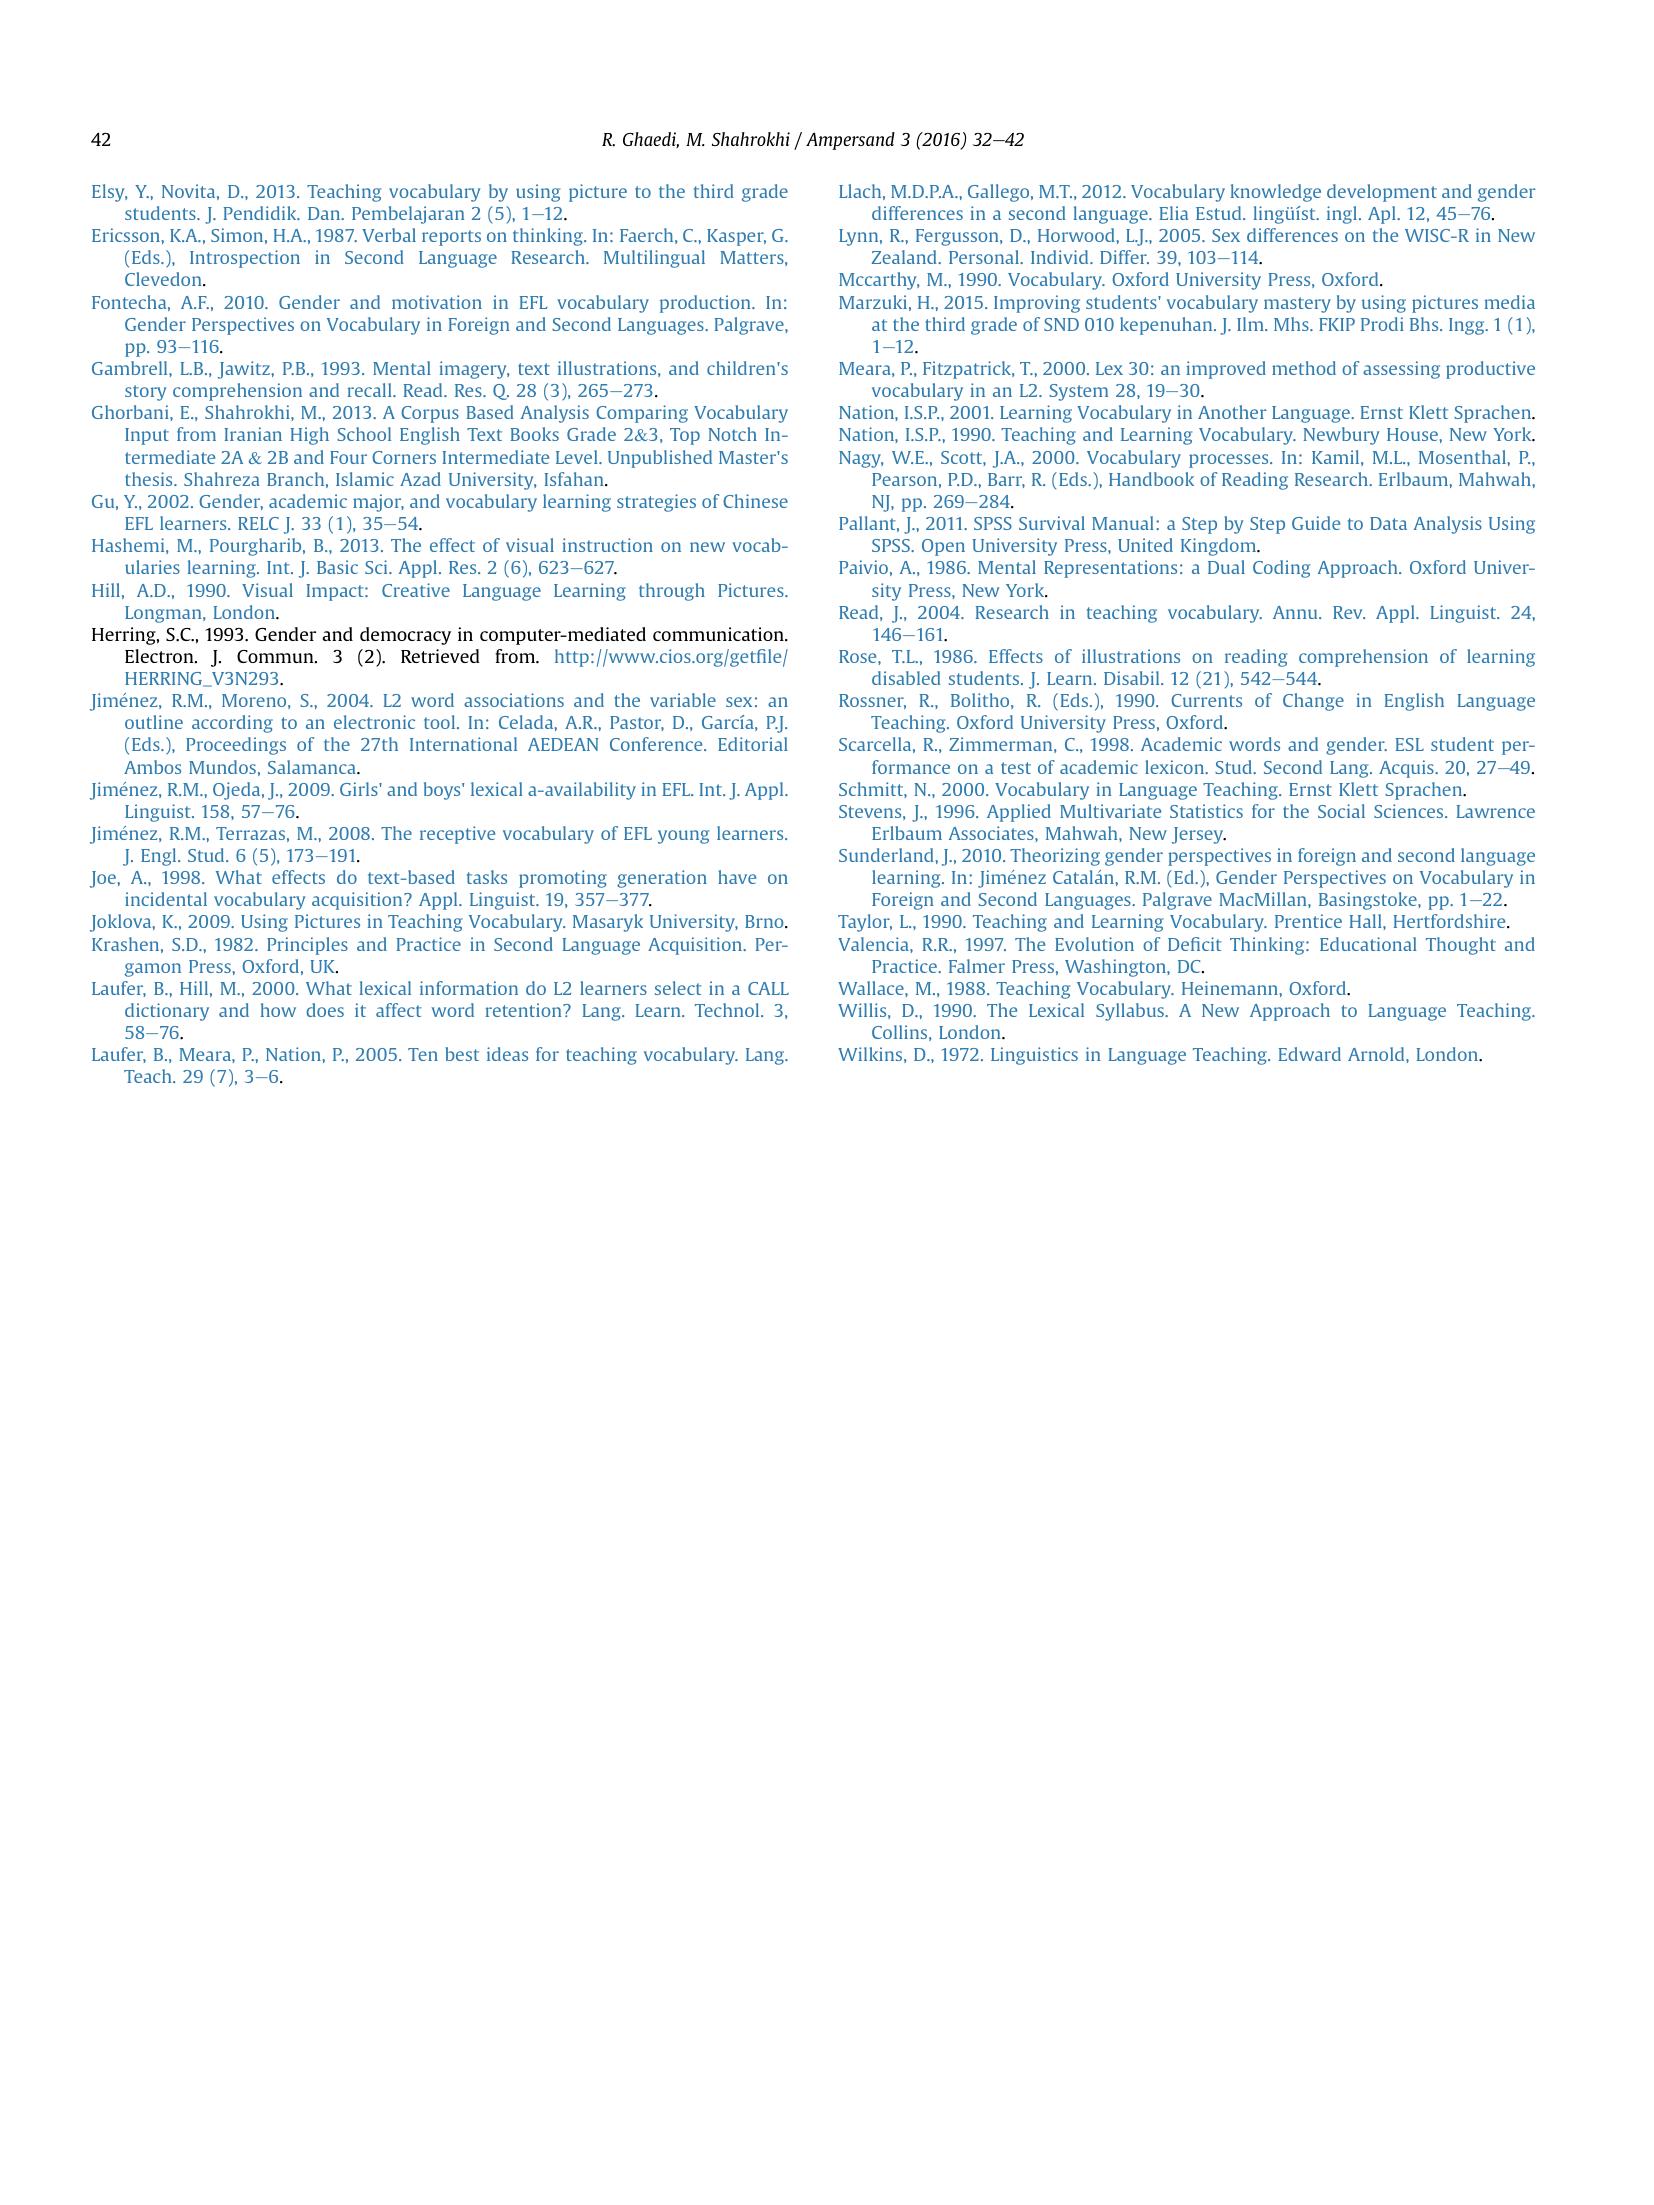 42
R. Ghaedi, M. Shahrokhi / Ampersand 3 (2016) 32–42
Elsy, Y., Novita, D., 2013. Teaching vocabulary by using picture to the third grade
students. J. Pendidik. Dan. Pembelajaran 2 (5), 1–12.
Ericsson, K.A., Simon, H.A., 1987. Verbal reports on thinking. In: Faerch, C., Kasper, G.
(Eds.), Introspection in Second Language Research. Multilingual Matters,
Clevedon.
Fontecha, A.F., 2010. Gender and motivation in EFL vocabulary production. In:
Gender Perspectives on Vocabulary in Foreign and Second Languages. Palgrave,
pp. 93–116.
Gambrell, L.B., Jawitz, P.B., 1993. Mental imagery, text illustrations, and children's
story comprehension and recall. Read. Res. Q. 28 (3), 265–273.
Ghorbani, E., Shahrokhi, M., 2013. A Corpus Based Analysis Comparing Vocabulary
Input from Iranian High School English Text Books Grade 2&3, Top Notch In-
termediate 2A & 2B and Four Corners Intermediate Level. Unpublished Master's
thesis. Shahreza Branch, Islamic Azad University, Isfahan.
Gu, Y., 2002. Gender, academic major, and vocabulary learning strategies of Chinese
EFL learners. RELC J. 33 (1), 35–54.
Hashemi, M., Pourgharib, B., 2013. The effect of visual instruction on new vocab-
ularies learning. Int. J. Basic Sci. Appl. Res. 2 (6), 623–627.
Hill, A.D., 1990. Visual Impact: Creative Language Learning through Pictures.
Longman, London.
Herring, S.C., 1993. Gender and democracy in computer-mediated communication.
Electron. J. Commun. 3 (2). Retrieved from. http://www.cios.org/getfile/
HERRING_V3N293.
Jiménez, R.M., Moreno, S., 2004. L2 word associations and the variable sex: an
outline according to an electronic tool. In: Celada, A.R., Pastor, D., García, P.J.
(Eds.), Proceedings of the 27th International AEDEAN Conference. Editorial
Ambos Mundos, Salamanca.
Jiménez, R.M., Ojeda, J., 2009. Girls' and boys' lexical a-availability in EFL. Int. J. Appl.
Linguist. 158, 57–76.
Jiménez, R.M., Terrazas, M., 2008. The receptive vocabulary of EFL young learners.
J. Engl. Stud. 6 (5), 173–191.
Joe, A., 1998. What effects do text-based tasks promoting generation have on
incidental vocabulary acquisition? Appl. Linguist. 19, 357–377.
Joklova, K., 2009. Using Pictures in Teaching Vocabulary. Masaryk University, Brno.
Krashen, S.D., 1982. Principles and Practice in Second Language Acquisition. Per-
gamon Press, Oxford, UK.
Laufer, B., Hill, M., 2000. What lexical information do L2 learners select in a CALL
dictionary and how does it affect word retention? Lang. Learn. Technol. 3,
58–76.
Laufer, B., Meara, P., Nation, P., 2005. Ten best ideas for teaching vocabulary. Lang.
Teach. 29 (7), 3–6.
Llach, M.D.P.A., Gallego, M.T., 2012. Vocabulary knowledge development and gender
differences in a second language. Elia Estud. lingüíst. ingl. Apl. 12, 45–76.
Lynn, R., Fergusson, D., Horwood, L.J., 2005. Sex differences on the WISC-R in New
Zealand. Personal. Individ. Differ. 39, 103–114.
Mccarthy, M., 1990. Vocabulary. Oxford University Press, Oxford.
Marzuki, H., 2015. Improving students' vocabulary mastery by using pictures media
at the third grade of SND 010 kepenuhan. J. Ilm. Mhs. FKIP Prodi Bhs. Ingg. 1 (1),
1–12.
Meara, P., Fitzpatrick, T., 2000. Lex 30: an improved method of assessing productive
vocabulary in an L2. System 28, 19–30.
Nation, I.S.P., 2001. Learning Vocabulary in Another Language. Ernst Klett Sprachen.
Nation, I.S.P., 1990. Teaching and Learning Vocabulary. Newbury House, New York.
Nagy, W.E., Scott, J.A., 2000. Vocabulary processes. In: Kamil, M.L., Mosenthal, P.,
Pearson, P.D., Barr, R. (Eds.), Handbook of Reading Research. Erlbaum, Mahwah,
NJ, pp. 269–284.
Pallant, J., 2011. SPSS Survival Manual: a Step by Step Guide to Data Analysis Using
SPSS. Open University Press, United Kingdom.
Paivio, A., 1986. Mental Representations: a Dual Coding Approach. Oxford Univer-
sity Press, New York.
Read, J., 2004. Research in teaching vocabulary. Annu. Rev. Appl. Linguist. 24,
146–161.
Rose, T.L., 1986. Effects of illustrations on reading comprehension of learning
disabled students. J. Learn. Disabil. 12 (21), 542–544.
Rossner, R., Bolitho, R. (Eds.), 1990. Currents of Change in English Language
Teaching. Oxford University Press, Oxford.
Scarcella, R., Zimmerman, C., 1998. Academic words and gender. ESL student per-
formance on a test of academic lexicon. Stud. Second Lang. Acquis. 20, 27–49.
Schmitt, N., 2000. Vocabulary in Language Teaching. Ernst Klett Sprachen.
Stevens, J., 1996. Applied Multivariate Statistics for the Social Sciences. Lawrence
Erlbaum Associates, Mahwah, New Jersey.
Sunderland, J., 2010. Theorizing gender perspectives in foreign and second language
learning. In: Jiménez Catalán, R.M. (Ed.), Gender Perspectives on Vocabulary in
Foreign and Second Languages. Palgrave MacMillan, Basingstoke, pp. 1–22.
Taylor, L., 1990. Teaching and Learning Vocabulary. Prentice Hall, Hertfordshire.
Valencia, R.R., 1997. The Evolution of Deficit Thinking: Educational Thought and
Practice. Falmer Press, Washington, DC.
Wallace, M., 1988. Teaching Vocabulary. Heinemann, Oxford.
Willis, D., 1990. The Lexical Syllabus. A New Approach to Language Teaching.
Collins, London.
Wilkins, D., 1972. Linguistics in Language Teaching. Edward Arnold, London.